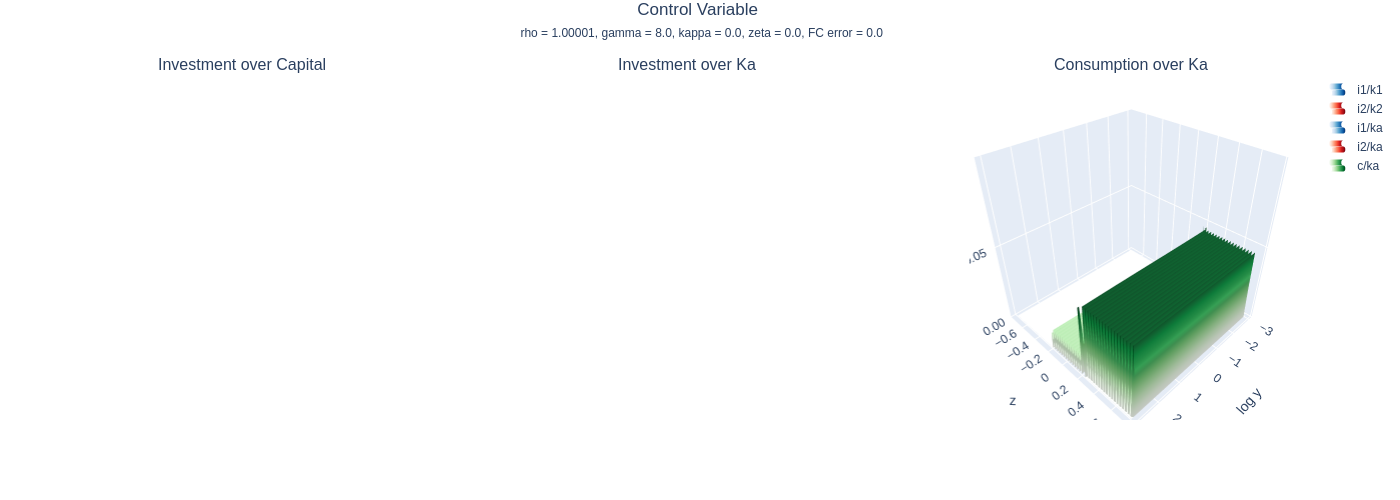 Control Variable
rho = 1.00001, gamma = 8.0, kappa = 0.0, zeta = 0.0, FC error = 0.0
Investment over Capital
Investment over Ka
Consumption over Ka
i1/k1
i2/k2
i1/ka
i2/ka
c/ka
.05
0.00
−0.6
−0.4
−0.2
0
0.2
0.4
z
−3
−2
−1
0
1
2
log y